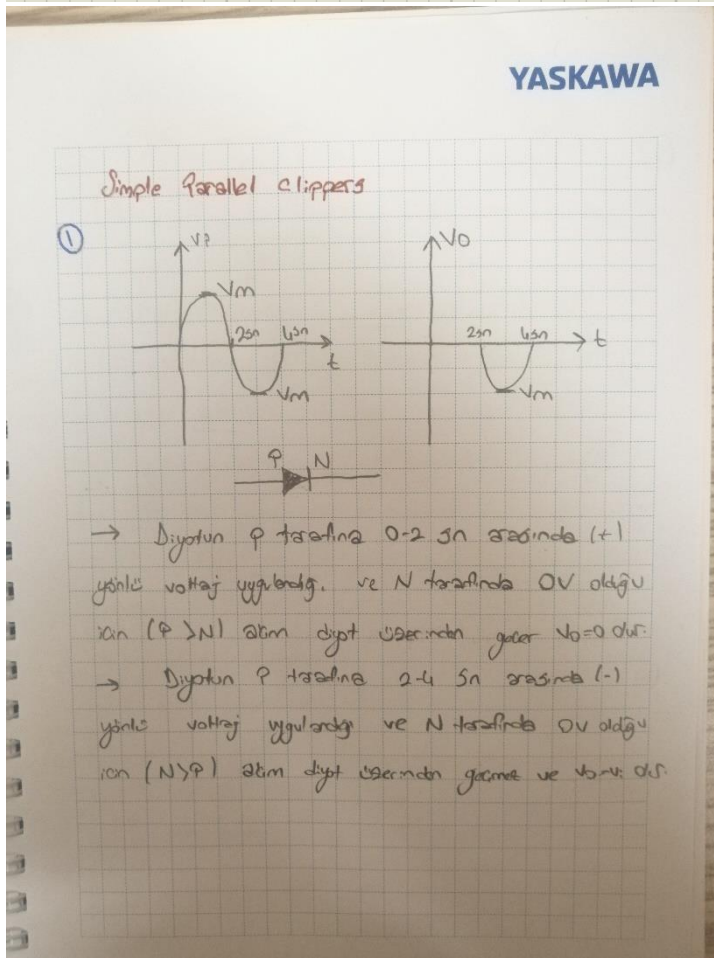 YASKAWA
Simple Parallel Clippers
1
Vi
Vm
2sn 4sn
t
Vm
Vo
2sn 4sn
t
Vm
P N
→ Diyotun P tarafına 0-2 sn arasında (+)
yönlü voltaj uygulandığı. ve N tarafında 0V olduğu
için (P>N) akım diyot üzerinden geçer Vo=0 dur.
→ Diyotun P tarafına 2-4 sn arasında (-)
yönlü voltaj uygulandığı ve N tarafında 0V olduğu
için (N>P) akım diyot üzerinden geçmez ve Vo=Vi dir.